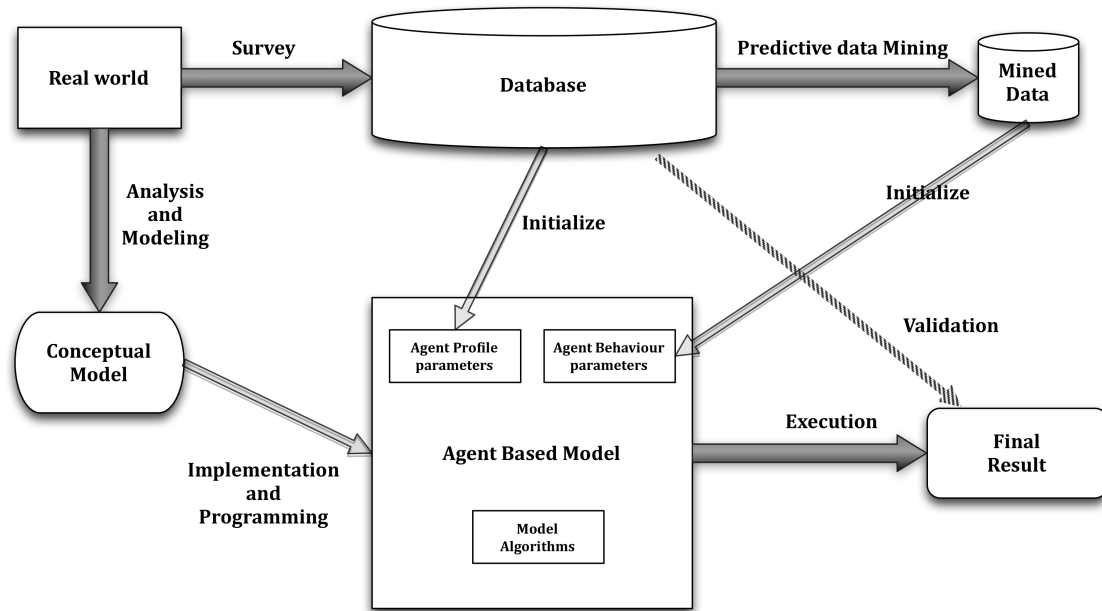 Survey
Predictive data Mining
Real world
Database
Mined
Data
Analysis
and
Modeling
Initialize
Initialize
Conceptual
Model
Agent Profile
parameters
Agent Behaviour
parameters
Validation
Execution
Implementation
and
Programming
Agent Based Model
Final
Result
Model
Algorithms